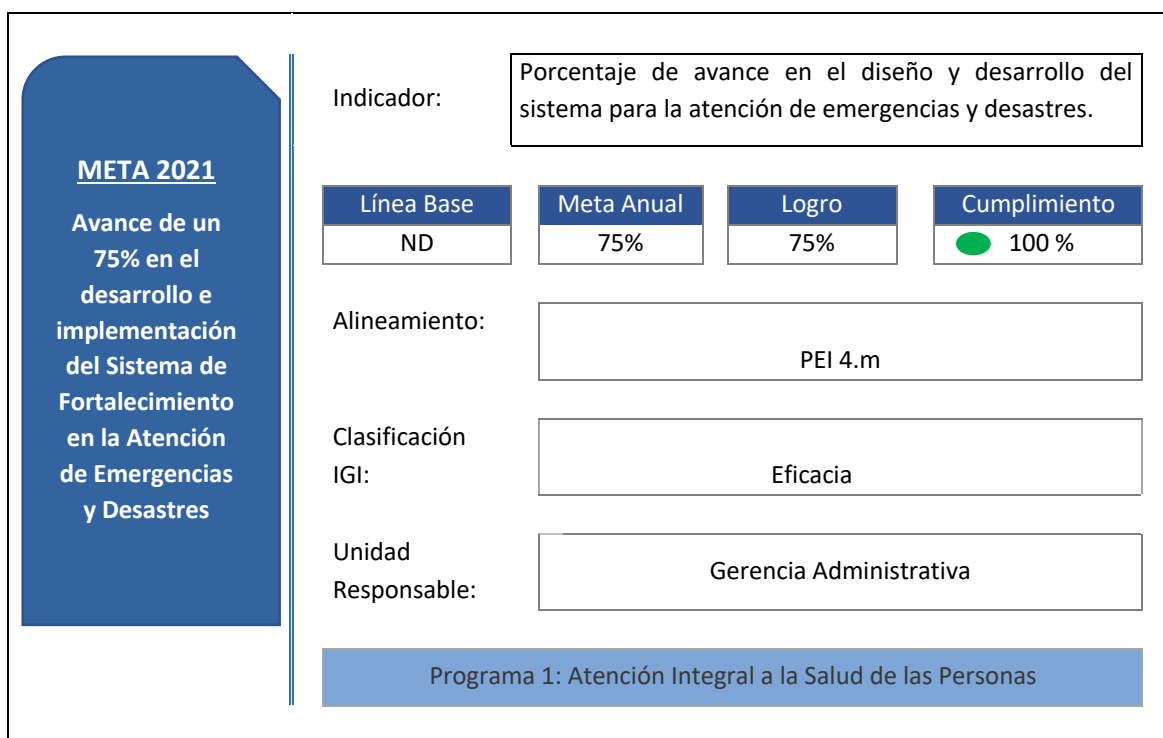 META 2021
Avance de un
75% en el
desarrollo e
implementación
del Sistema de
Fortalecimiento
en la Atención
de Emergencias
y Desastres
Indicador:
Porcentaje de avance en el diseño y desarrollo del
sistema para la atención de emergencias y desastres.
Línea Base Meta Anual Logro Cumplimiento
ND 75% 75% 100 %
Alineamiento:
PEI 4.m
Clasificación
IGI:
Eficacia
Unidad
Responsable:
Gerencia Administrativa
Programa 1: Atención Integral a la Salud de las Personas